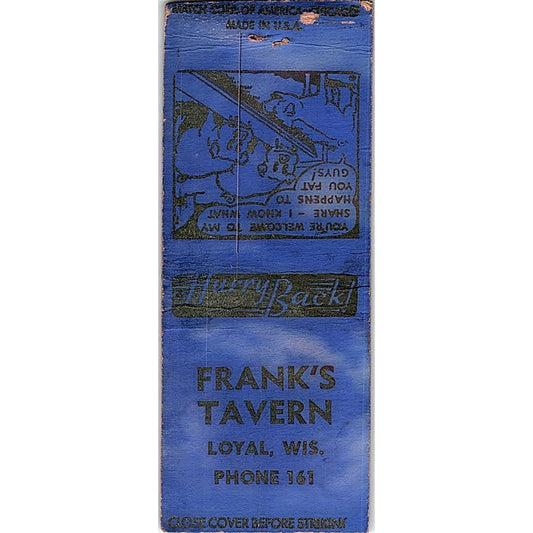 MATCH CORP. OF AMERICA, CHICAGO
MADE IN U.S.A.
YOU'RE WELCOME TO MY
SHARE - I KNOW WHAT
HAPPENS TO
YOU FAT
GUYS!
Hurry Back!
FRANK'S
TAVERN
LOYAL, WIS.
PHONE 161
CLOSE COVER BEFORE STRIKING